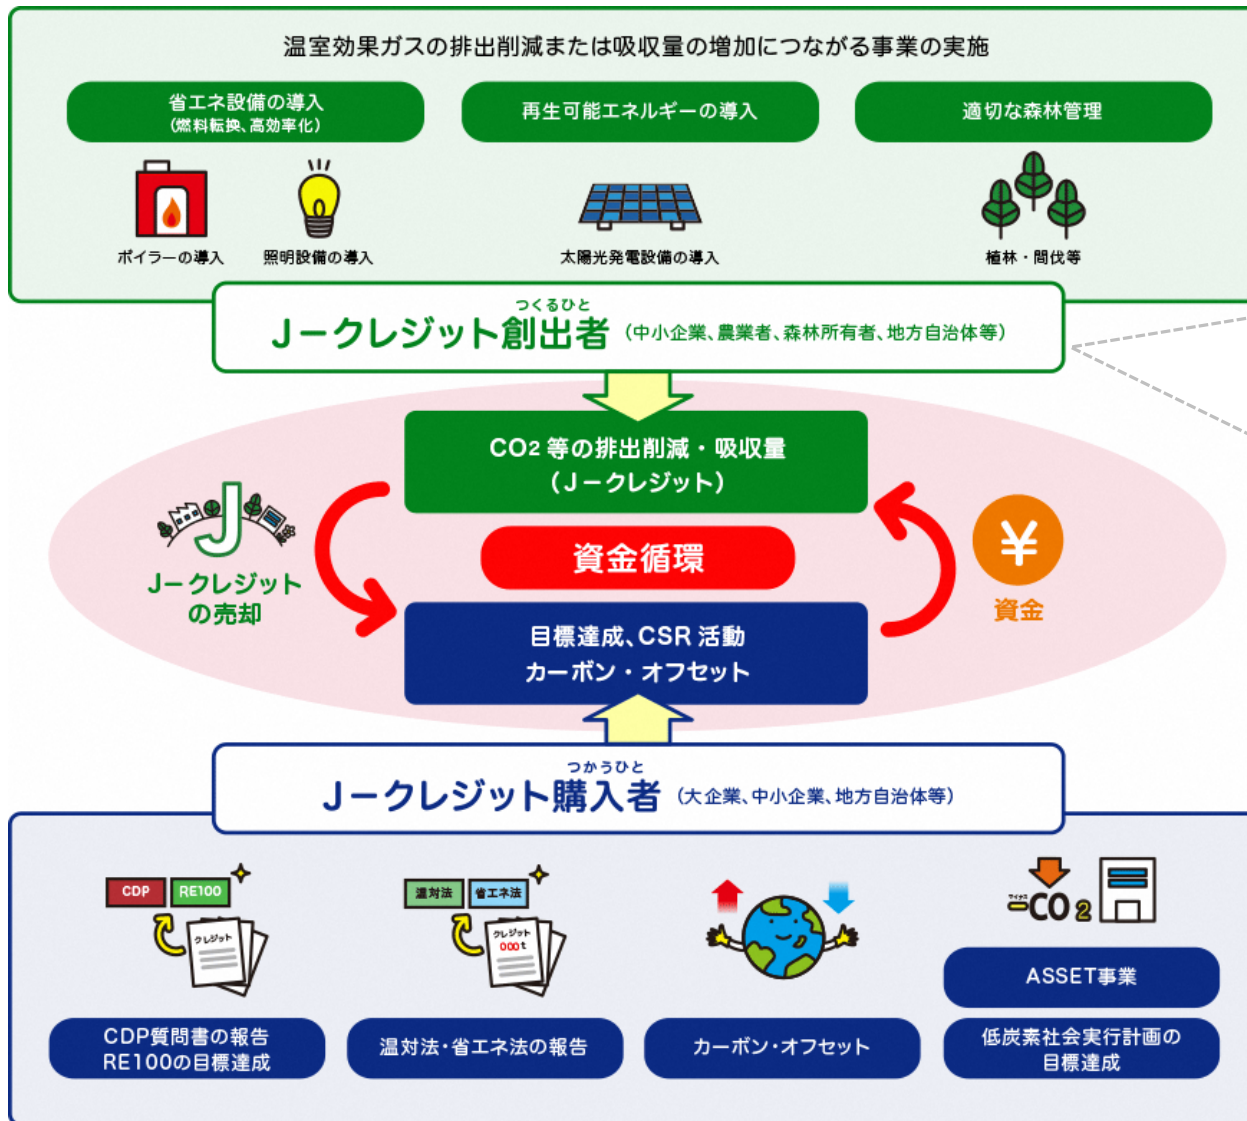 温室効果ガスの排出削減または吸収量の増加につながる事業の実施
省エネ設備の導入
(燃料転換、高効率化)
再生可能エネルギーの導入
適切な森林管理
ボイラーの導入
照明設備の導入
太陽光発電設備の導入
植林・間伐等
つくるひと
Jークレジット創出者 (中小企業、農業者、森林所有者、地方自治体等)
CO2 等の排出削減・吸収量
(Jークレジット)
J
Jークレジット
の売却
資金循環
¥
資金
目標達成、CSR 活動
カーボン・オフセット
つかうひと
Jークレジット購入者 (大企業、中小企業、地方自治体等)
CDP
RE100
クレジット
CDP質問書の報告
RE100の目標達成
温対法
省エネ法
クレジット
000t
温対法・省エネ法の報告
カーボン・オフセット
マイナス
-CO2
ASSET事業
低炭素社会実行計画の
目標達成